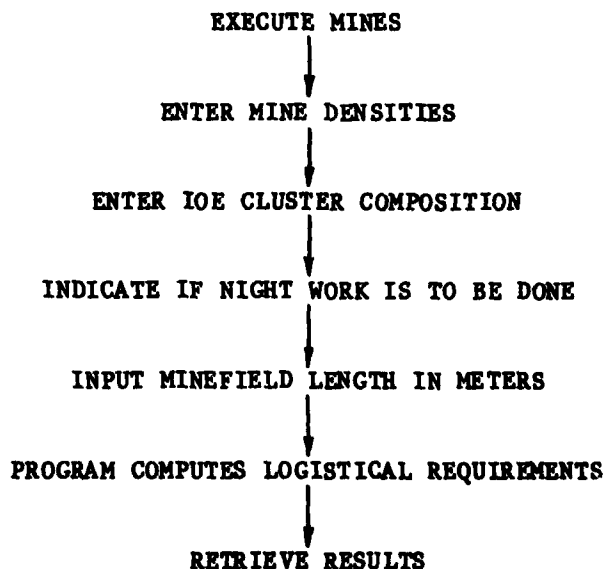 EXECUTE MINES
ENTER MINE DENSITIES
ENTER IOE CLUSTER COMPOSITION
INDICATE IF NIGHT WORK IS TO BE DONE
INPUT MINEFIELD LENGTH IN METERS
PROGRAM COMPUTES LOGISTICAL REQUIREMENTS
RETRIEVE RESULTS